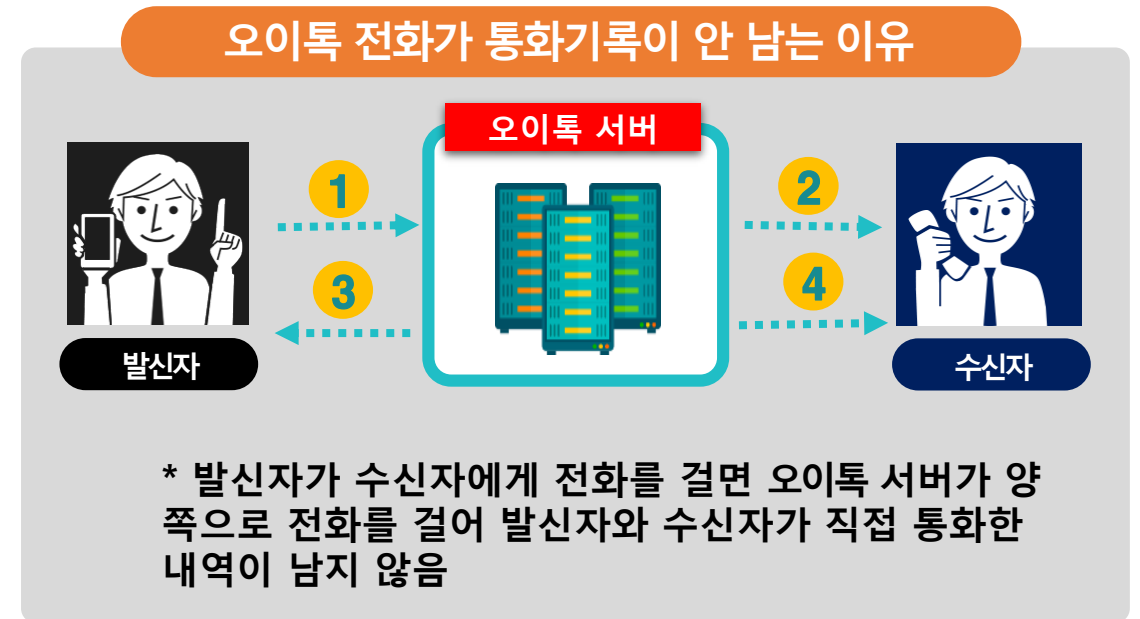 오이톡 전화가 통화기록이 안 남는 이유
오이톡 서버
1
2
3
4
발신자
수신자
* 발신자가 수신자에게 전화를 걸면 오이톡 서버가 양
쪽으로 전화를 걸어 발신자와 수신자가 직접 통화한
내역이 남지 않음